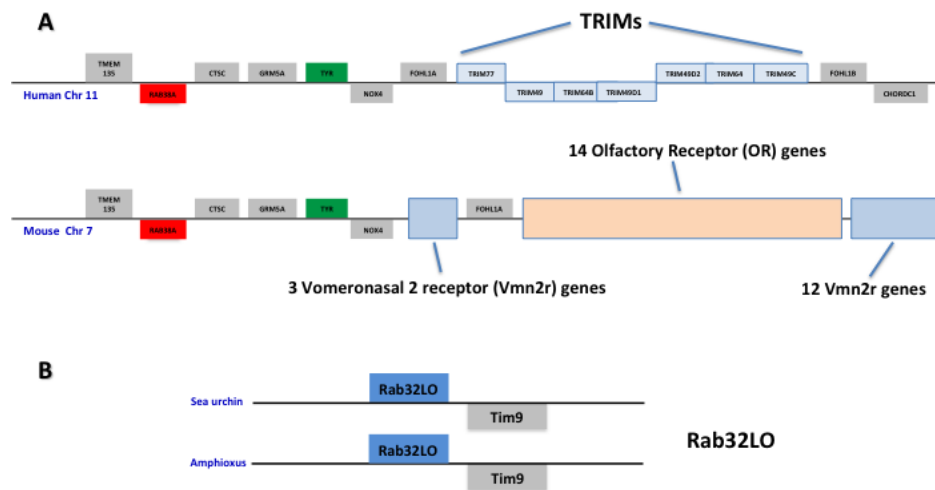 A
TRIMs
TMEM
135
CTSC
GRM5A
TYR
FOHL1A
TRIM77
TRIM49D2
TRIM64
TRIM49C
FOHL1B
Human Chr 11
RAB38A
NOX4
TRIM49
TRIM64B
TRIM49D1
CHORDC1
14 Olfactory Receptor (OR) genes
TMEM
135
CTSC
GRM5A
TYR
FOHL1A
Mouse Chr 7
RAB38A
NOX4
3 Vomeronasal 2 receptor (Vmn2r) genes
12 Vmn2r genes
B
Rab32LO
Sea urchin
Tim9
Rab32LO
Rab32LO
Amphioxus
Tim9